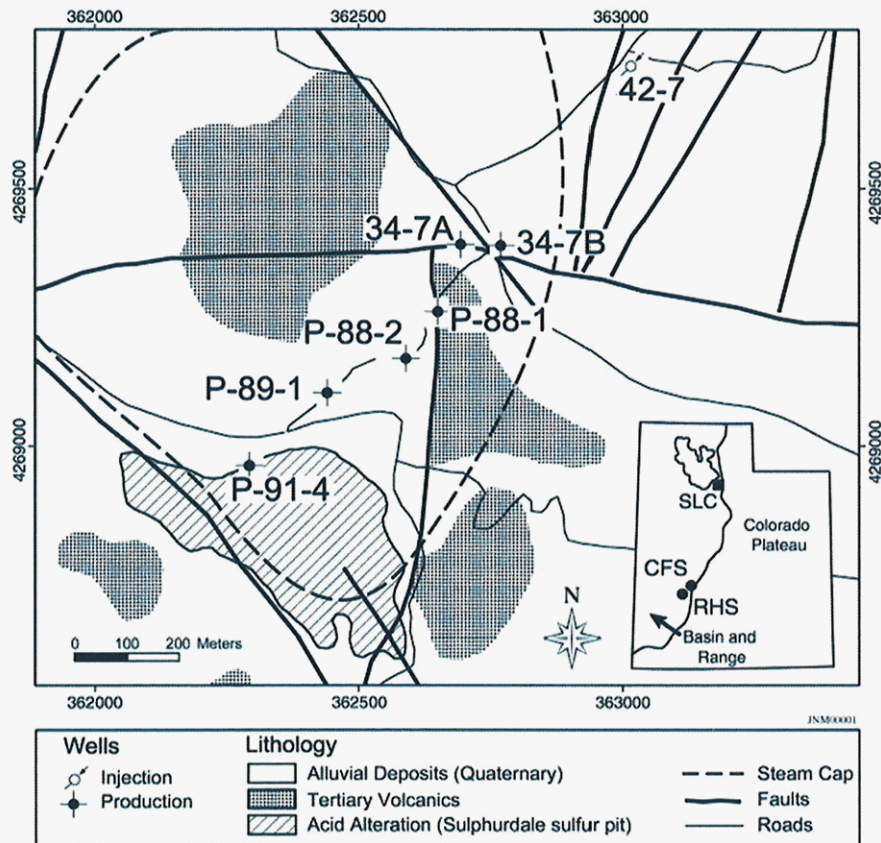 362000 362500 363000
42-7
4269500
4269500
34-7A
34-7B
P-88-1
P-88-2
P-89-1
4269000
4269000
P-91-4
SLC
Colorado
Plateau
CFS
RHS
Basin and
Range
N
0 100 200 Meters
362000 362500 363000
JNM00001
Wells
Injection
Production
Lithology
Alluvial Deposits (Quaternary)
Tertiary Volcanics
Acid Alteration (Sulphurdale sulfur pit)
Steam Cap
Faults
Roads